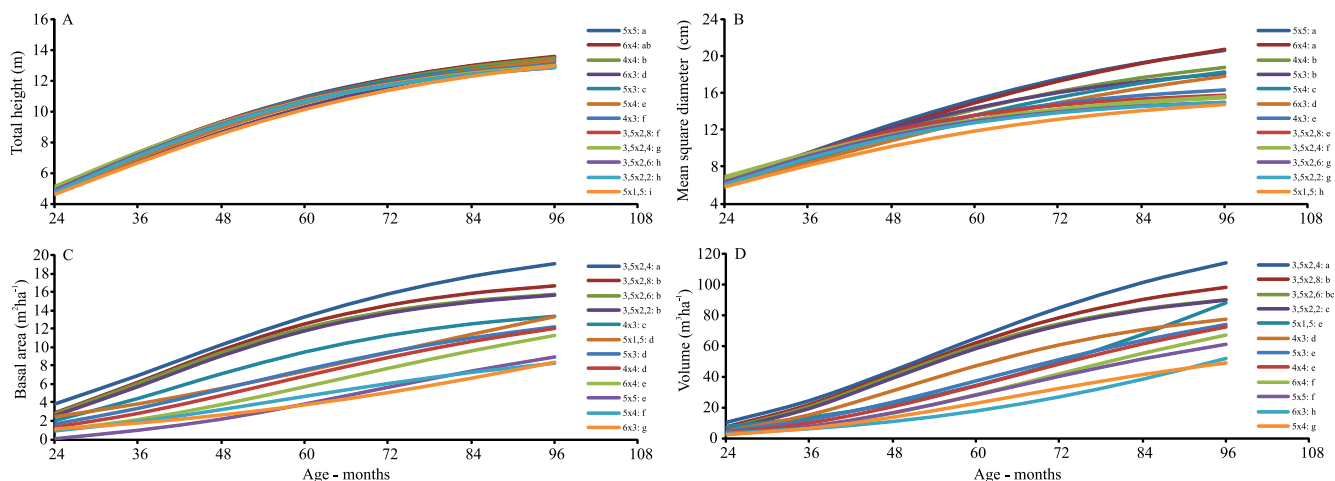 A
Total height (m)
16
14
12
10
8
6
4
24 36 48 60 72 84 96 108
5x5: a
6x4: ab
4x4: b
6x3: d
5x3: c
5x4: e
4x3: f
3,5x2,8: f
3,5x2,4: g
3,5x2,6: h
3,5x2,2: h
5x1,5: i
B
Mean square diameter (cm)
24
20
16
12
8
4
24 36 48 60 72 84 96 108
5x5: a
6x4: a
4x4: b
5x3: b
5x4: c
6x3: d
4x3: e
3,5x2,8: e
3,5x2,4: f
3,5x2,6: g
3,5x2,2: g
5x1,5: h
C
Basal area (m²ha⁻¹)
20
18
16
14
12
10
8
6
4
2
0
24 36 48 60 72 84 96 108
Age - months
3,5x2,4: a
3,5x2,8: b
3,5x2,6: b
3,5x2,2: b
4x3: c
5x1,5: d
5x3: d
4x4: d
6x4: e
5x5: e
5x4: f
6x3: g
D
Volume (m³ha⁻¹)
120
100
80
60
40
20
0
24 36 48 60 72 84 96 108
Age - months
3,5x2,4: a
3,5x2,8: b
3,5x2,6: bc
3,5x2,2: c
5x1,5: e
4x3: d
5x3: e
4x4: e
6x4: f
5x5: f
6x3: h
5x4: g